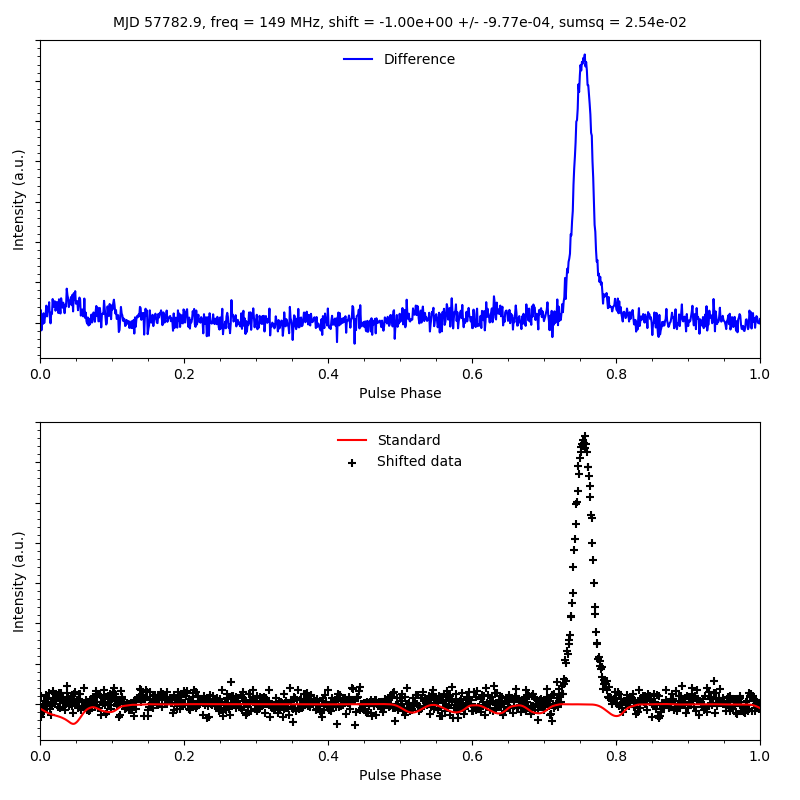 MJD 57782.9, freq = 149 MHz, shift = -1.00e+00 +/- -9.77e-04, sumsq = 2.54e-02
Difference
Intensity (a.u.)
0.0 0.2 0.4 0.6 0.8 1.0
Pulse Phase
Standard
Shifted data
Intensity (a.u.)
0.0 0.2 0.4 0.6 0.8 1.0
Pulse Phase